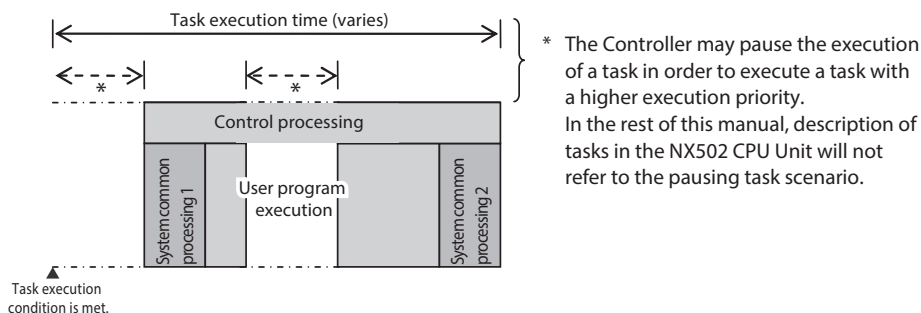 Task execution time (varies)
*
*
Control processing
System common
processing 1
User program
execution
System common
processing 2
Task execution
condition is met.
* The Controller may pause the execution
of a task in order to execute a task with
a higher execution priority.
In the rest of this manual, description of
tasks in the NX502 CPU Unit will not
refer to the pausing task scenario.